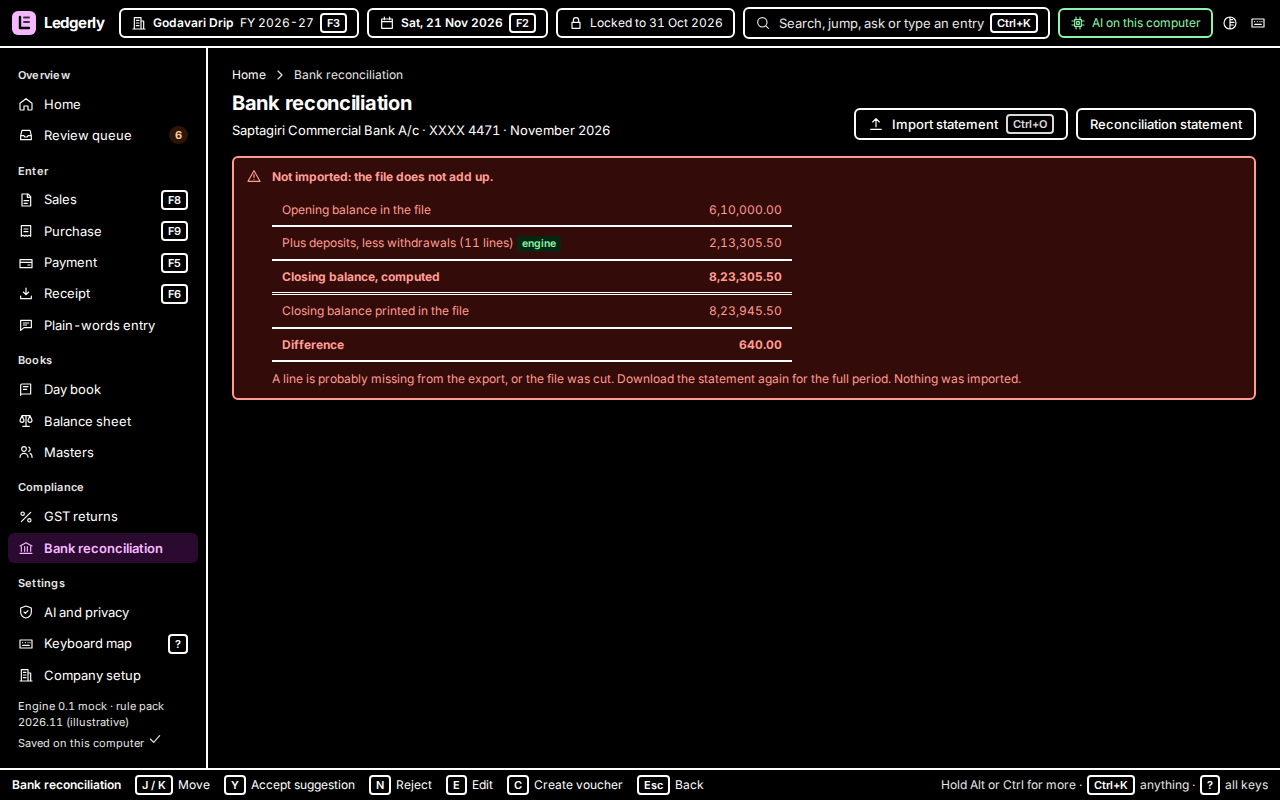 Ledgerly
Godavari Drip FY 2026-27 F3
Sat, 21 Nov 2026 F2
Locked to 31 Oct 2026
Search, jump, ask or type an entry Ctrl+K
AI on this computer
Overview
Home
Review queue 6
Enter
Sales F8
Purchase F9
Payment F5
Receipt F6
Plain-words entry
Books
Day book
Balance sheet
Masters
Compliance
GST returns
Bank reconciliation
Settings
AI and privacy
Keyboard map ?
Company setup
Engine 0.1 mock · rule pack
2026.11 (illustrative)
Saved on this computer
Home Bank reconciliation
Bank reconciliation
Saptagiri Commercial Bank A/c · XXXX 4471 · November 2026
Import statement Ctrl+O
Reconciliation statement
Not imported: the file does not add up.
Opening balance in the file 6,10,000.00
Plus deposits, less withdrawals (11 lines) engine 2,13,305.50
Closing balance, computed 8,23,305.50
Closing balance printed in the file 8,23,945.50
Difference 640.00
A line is probably missing from the export, or the file was cut. Download the statement again for the full period. Nothing was imported.
Bank reconciliation J / K Move Y Accept suggestion N Reject E Edit C Create voucher Esc Back
Hold Alt or Ctrl for more · Ctrl+K anything · ? all keys